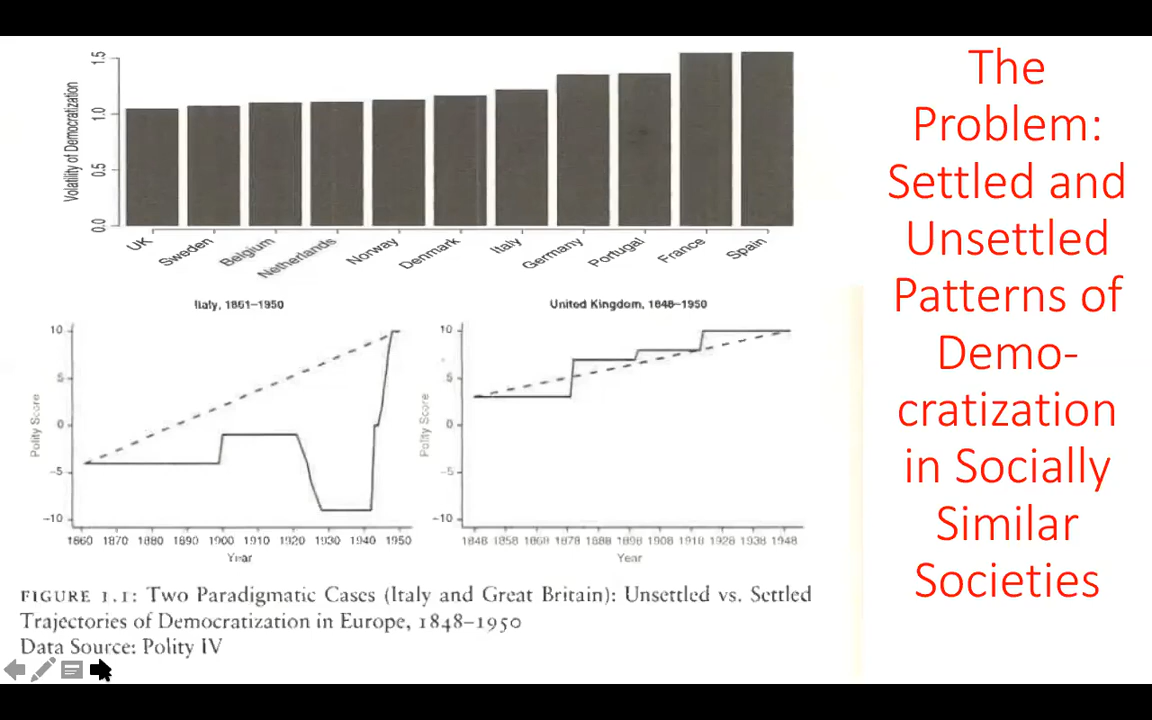 The
Problem:
Settled and
Unsettled
Patterns of
Demo-
cratization
in Socially
Similar
Societies
Volatility of Democratization
1.5
1.0
0.5
0.0
UK
Sweden
Belgium
Netherlands
Norway
Denmark
Italy
Germany
Portugal
France
Spain
Italy, 1861–1950
Polity Score
10
5
0
−5
−10
1860 1870 1880 1890 1900 1910 1920 1930 1940 1950
Year
United Kingdom, 1848–1950
Polity Score
10
5
0
−5
−10
1848 1858 1868 1878 1888 1898 1908 1918 1928 1938 1948
Year
FIGURE 1.1: Two Paradigmatic Cases (Italy and Great Britain): Unsettled vs. Settled
Trajectories of Democratization in Europe, 1848–1950
Data Source: Polity IV